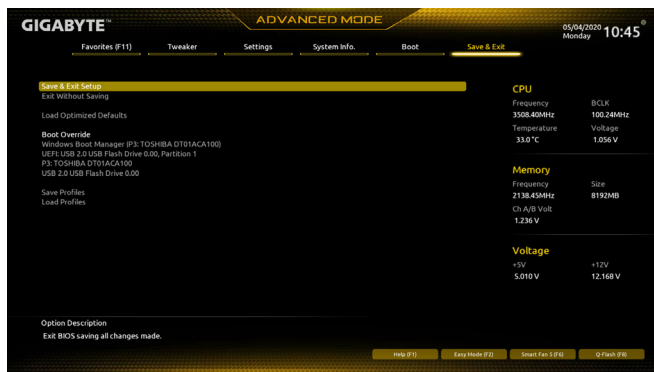 GIGABYTE™
ADVANCED MODE
05/04/2020
Monday
10:45
Favorites (F11) Tweaker Settings System Info. Boot Save & Exit
Save & Exit Setup
Exit Without Saving
Load Optimized Defaults
Boot Override
Windows Boot Manager (P3: TOSHIBA DT01ACA100)
UEFI: USB 2.0 USB Flash Drive 0.00, Partition 1
P3: TOSHIBA DT01ACA100
USB 2.0 USB Flash Drive 0.00
Save Profiles
Load Profiles
CPU
Frequency BCLK
3508.40MHz 100.24MHz
Temperature Voltage
33.0 °C 1.056 V
Memory
Frequency Size
2138.45MHz 8192MB
Ch A/B Volt
1.236 V
Voltage
+5V +12V
5.010 V 12.168 V
Option Description
Exit BIOS saving all changes made.
Help (F1) Easy Mode (F2) Smart Fan 5 (F6) Q-Flash (F8)